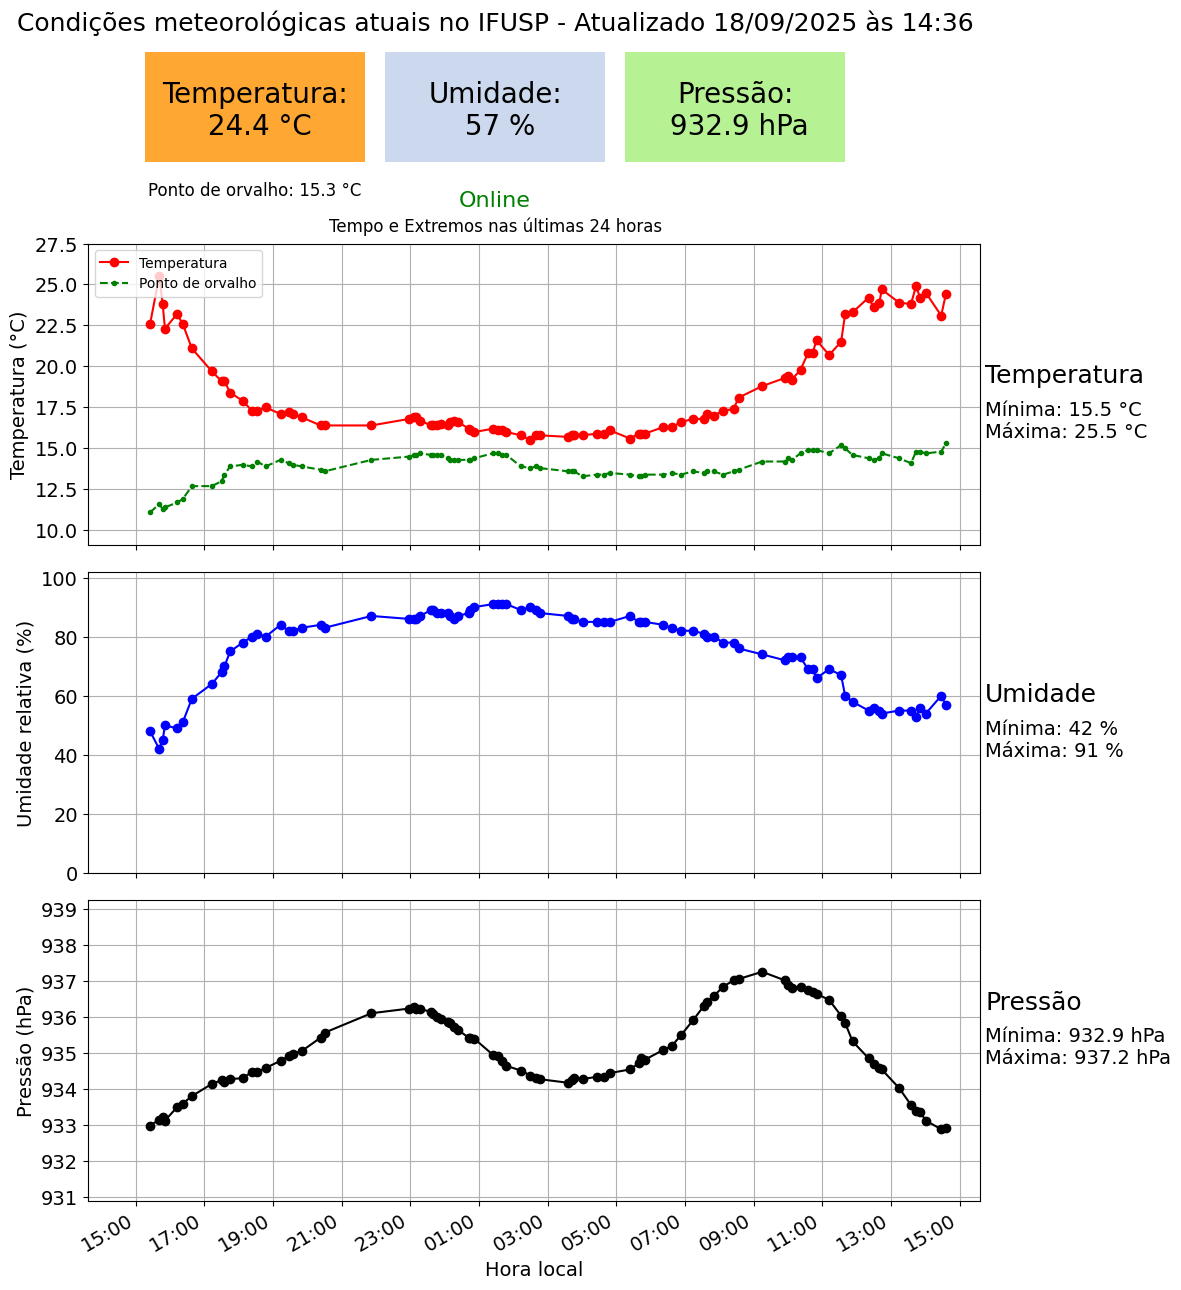 Condições meteorológicas atuais no IFUSP - Atualizado 18/09/2025 às 14:36
Temperatura:
24.4 °C
Umidade:
57 %
Pressão:
932.9 hPa
Ponto de orvalho: 15.3 °C
Online
Tempo e Extremos nas últimas 24 horas
Temperatura (°C)
27.5
25.0
22.5
20.0
17.5
15.0
12.5
10.0
Temperatura
Ponto de orvalho
Temperatura
Mínima: 15.5 °C
Máxima: 25.5 °C
Umidade relativa (%)
100
80
60
40
20
0
Umidade
Mínima: 42 %
Máxima: 91 %
Pressão (hPa)
939
938
937
936
935
934
933
932
931
Pressão
Mínima: 932.9 hPa
Máxima: 937.2 hPa
15:00
17:00
19:00
21:00
23:00
01:00
03:00
05:00
07:00
09:00
11:00
13:00
15:00
Hora local